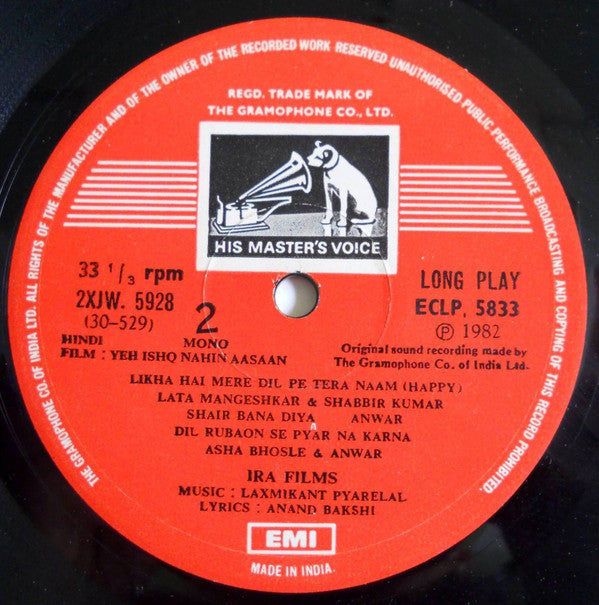 THE GRAMOPHONE CO. OF INDIA LTD. ALL RIGHTS OF THE MANUFACTURER AND OF THE OWNER OF THE RECORDED WORK RESERVED UNAUTHORISED PUBLIC PERFORMANCE BROADCASTING AND COPYING OF THIS RECORD PROHIBITED.
REGD. TRADE MARK OF
THE GRAMOPHONE CO., LTD.
HIS MASTER'S VOICE
33 1/3 rpm
2XJW. 5928
(30-529)
2
LONG PLAY
ECLP. 5833
℗ 1982
HINDI MONO
FILM : YEH ISHQ NAHIN AASAAN
Original sound recording made by
The Gramophone Co. of India Ltd.
LIKHA HAI MERE DIL PE TERA NAAM (HAPPY)
LATA MANGESHKAR & SHABBIR KUMAR
SHAIR BANA DIYA ANWAR
A
DIL RUBAON SE PYAR NA KARNA
ASHA BHOSLE & ANWAR
IRA FILMS
MUSIC : LAXMIKANT PYARELAL
LYRICS : ANAND BAKSHI
EMI
MADE IN INDIA.